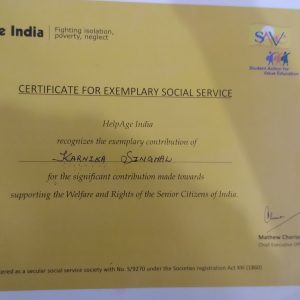 e India
Fighting isolation,
poverty, neglect
SAVE
Student Action for
Value Education
CERTIFICATE FOR EXEMPLARY SOCIAL SERVICE
HelpAge India
recognizes the exemplary contribution of
KARNIKA SINGHAL
for the significant contribution made towards
supporting the Welfare and Rights of the Senior Citizens of India.
Mathew Cherian
Chief Executive Off
tered as a secular social service society with No. S/9270 under the Societies registration Act XXI (1860)